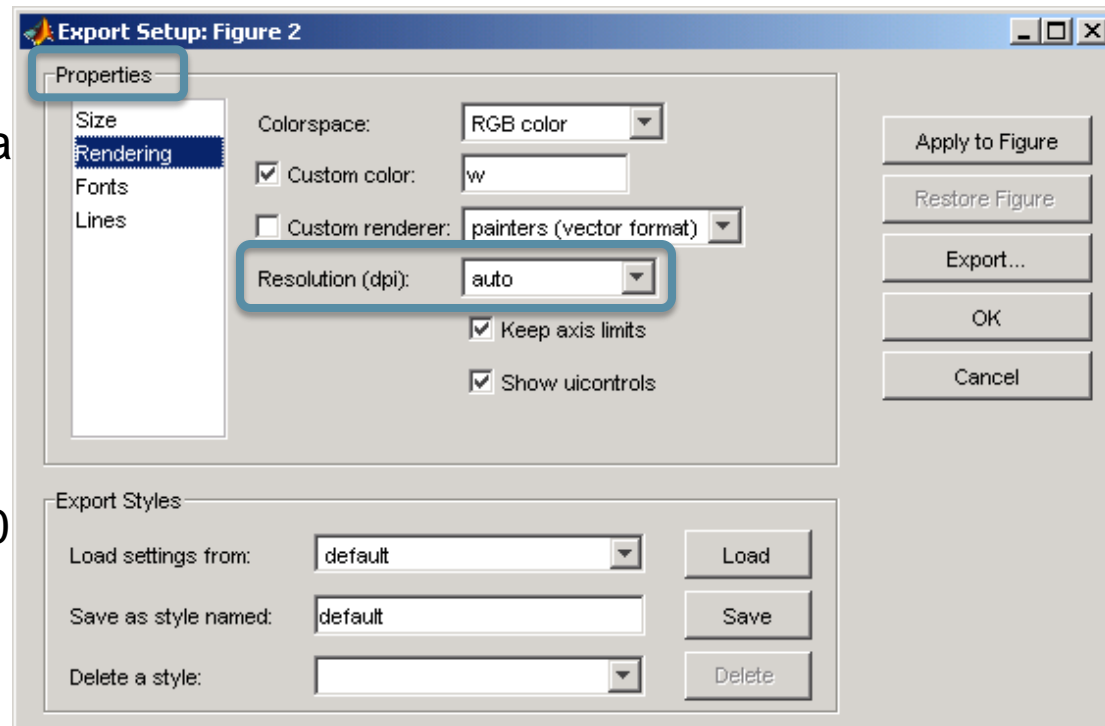 Export Setup: Figure 2
Properties
a
Size
Rendering
Fonts
Lines
Colorspace: RGB color
Custom color: w
Custom renderer: painters (vector format)
Resolution (dpi): auto
Keep axis limits
Show uicontrols
Apply to Figure
Restore Figure
Export...
OK
Cancel
0
Export Styles
Load settings from: default Load
Save as style named: default Save
Delete a style: Delete